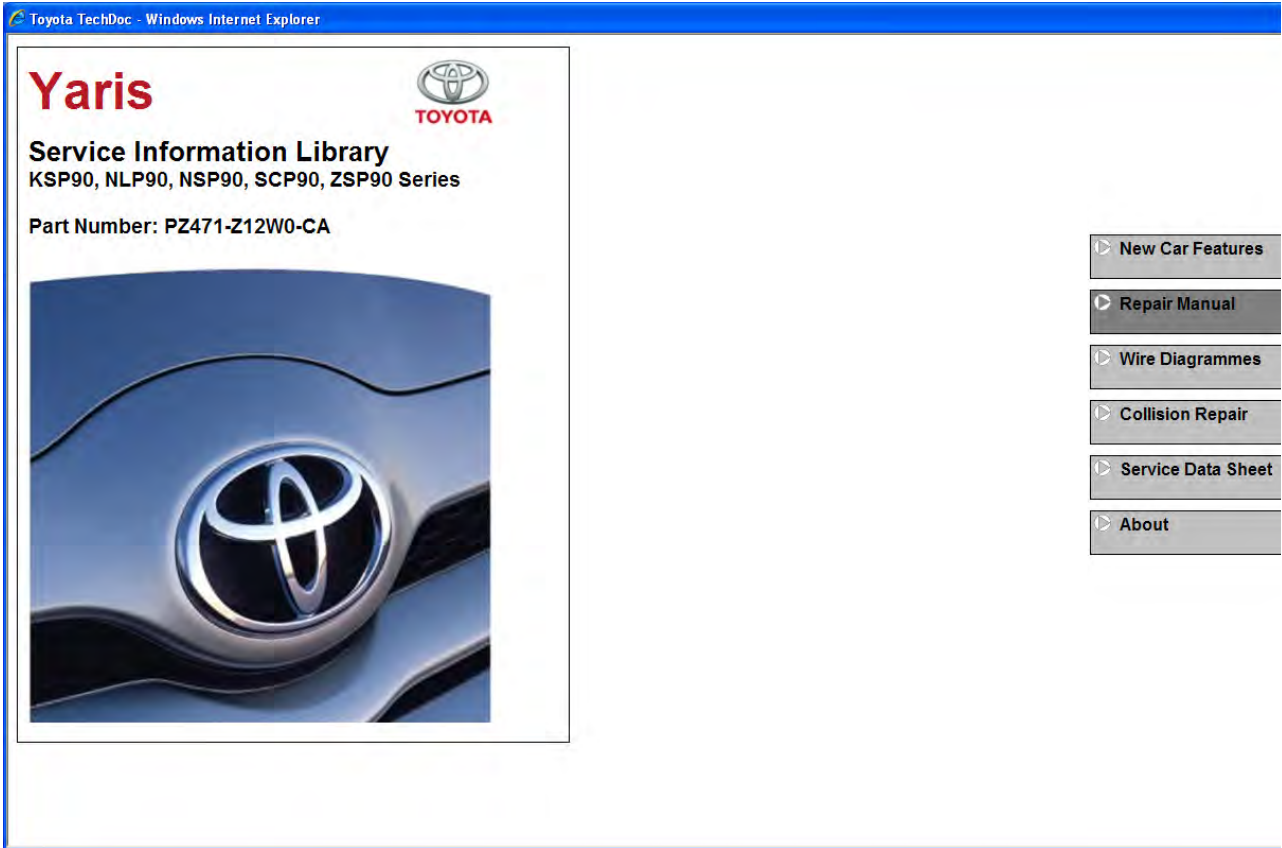 Toyota TechDoc - Windows Internet Explorer
Yaris
TOYOTA
Service Information Library
KSP90, NLP90, NSP90, SCP90, ZSP90 Series
Part Number: PZ471-Z12W0-CA
New Car Features
Repair Manual
Wire Diagrammes
Collision Repair
Service Data Sheet
About